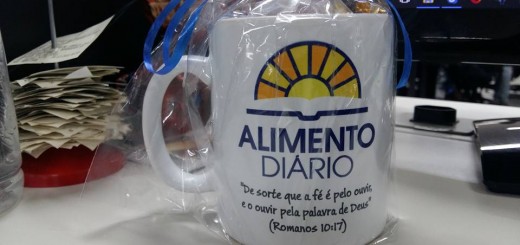 ALIMENTO
DIÁRIO
"De sorte que a fé é pelo ouvir,
e o ouvir pela palavra de Deus"
(Romanos 10:17)